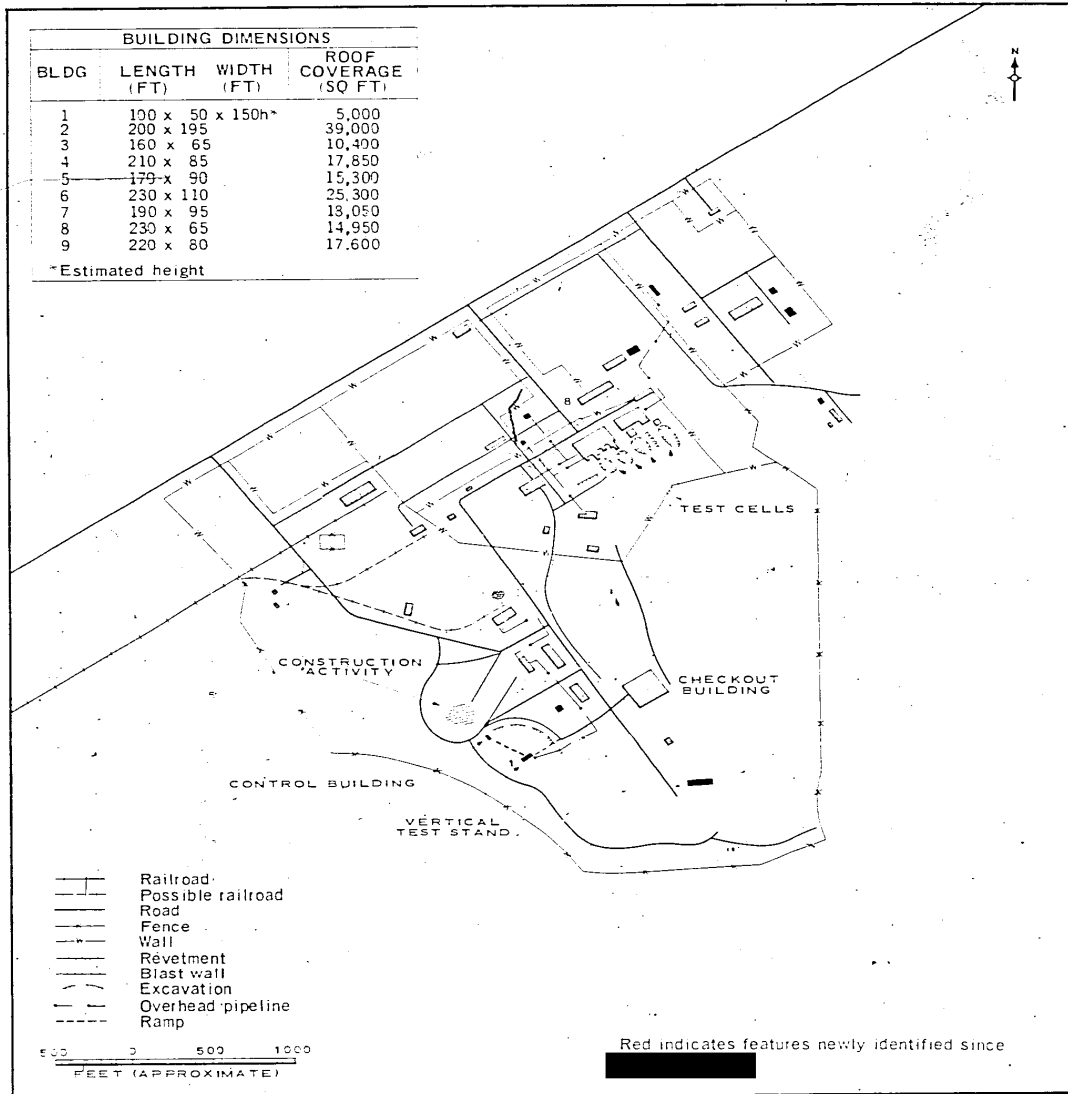 BUILDING DIMENSIONS
BLDG LENGTH (FT) WIDTH (FT) ROOF COVERAGE (SQ FT)
1 100 x 50 x 150h* 5,000
2 200 x 195 39,000
3 160 x 65 10,400
4 210 x 85 17,850
5 170 x 90 15,300
6 230 x 110 25,300
7 190 x 95 18,050
8 230 x 65 14,950
9 220 x 80 17,600
*Estimated height
N
8
TEST CELLS
CONSTRUCTION
ACTIVITY
CHECKOUT
BUILDING
CONTROL BUILDING
VERTICAL
TEST STAND
Railroad
Possible railroad
Road
Fence
Wall
Revetment
Blast wall
Excavation
Overhead pipeline
Ramp
500 0 500 1000
FEET (APPROXIMATE)
Red indicates features newly identified since